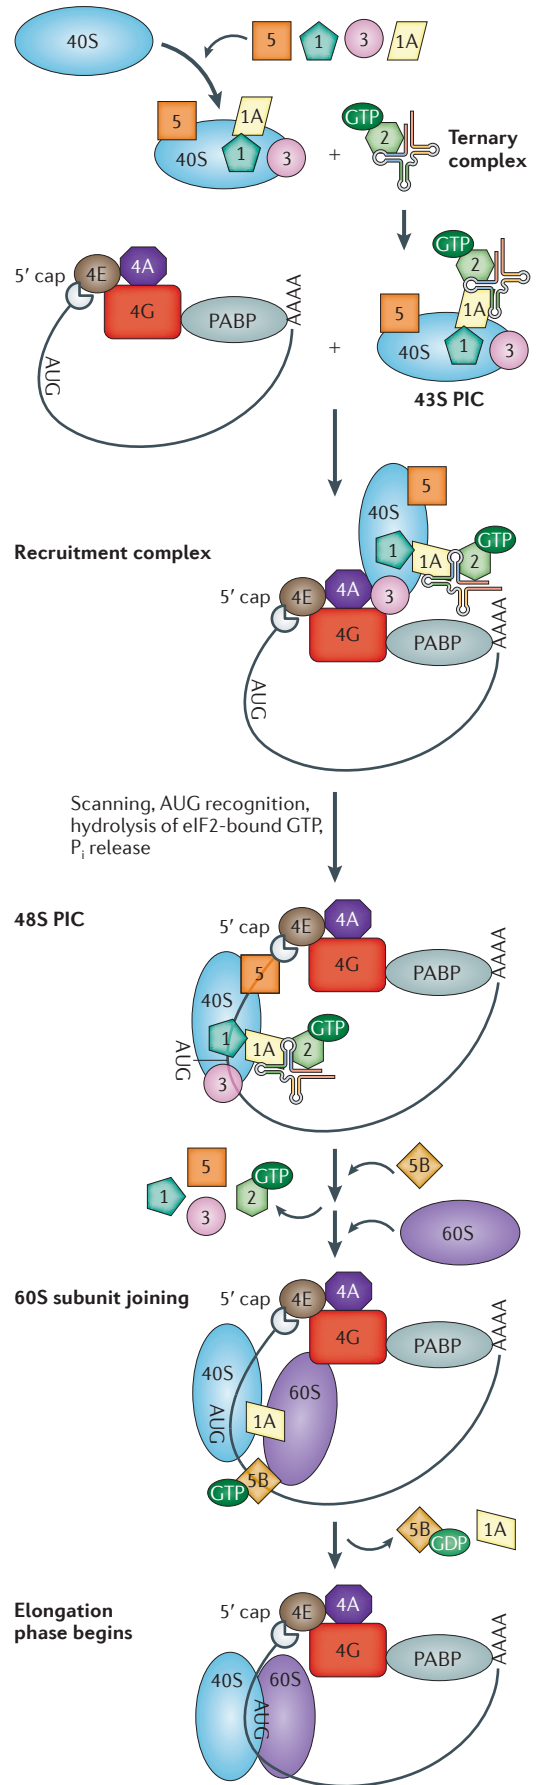 40S
5
1
3
1A
5
1A
40S
1
3
+
GTP
2
Ternary
complex
5′ cap
4E
4A
4G
PABP
AAAA
AUG
+
GTP
2
5
1A
40S
1
3
43S PIC
Recruitment complex
5
40S
1
1A
2
GTP
5′ cap
4E
4A
3
4G
PABP
AAAA
AUG
Scanning, AUG recognition,
hydrolysis of eIF2-bound GTP,
Pi release
48S PIC
5′ cap
4E
4A
4G
PABP
AAAA
5
40S
1
1A
2
GTP
AUG
3
5B
5
1
3
2
GTP
60S
60S subunit joining
5′ cap
4E
4A
4G
PABP
AAAA
40S
60S
AUG
1A
5B
GTP
5B
GDP
1A
Elongation
phase begins
5′ cap
4E
4A
4G
PABP
AAAA
40S
60S
AUG